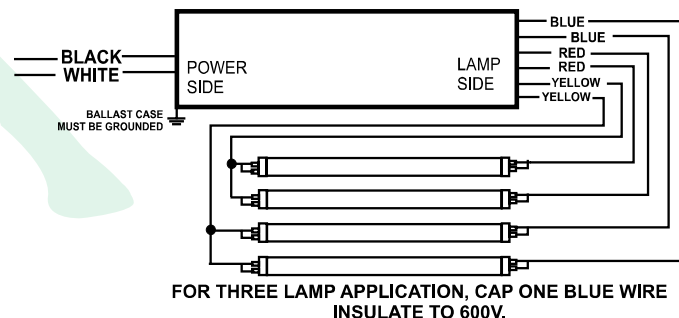 BLACK
WHITE
POWER
SIDE
BALLAST CASE
MUST BE GROUNDED
LAMP
SIDE
BLUE
BLUE
RED
RED
YELLOW
YELLOW
FOR THREE LAMP APPLICATION, CAP ONE BLUE WIRE
INSULATE TO 600V.